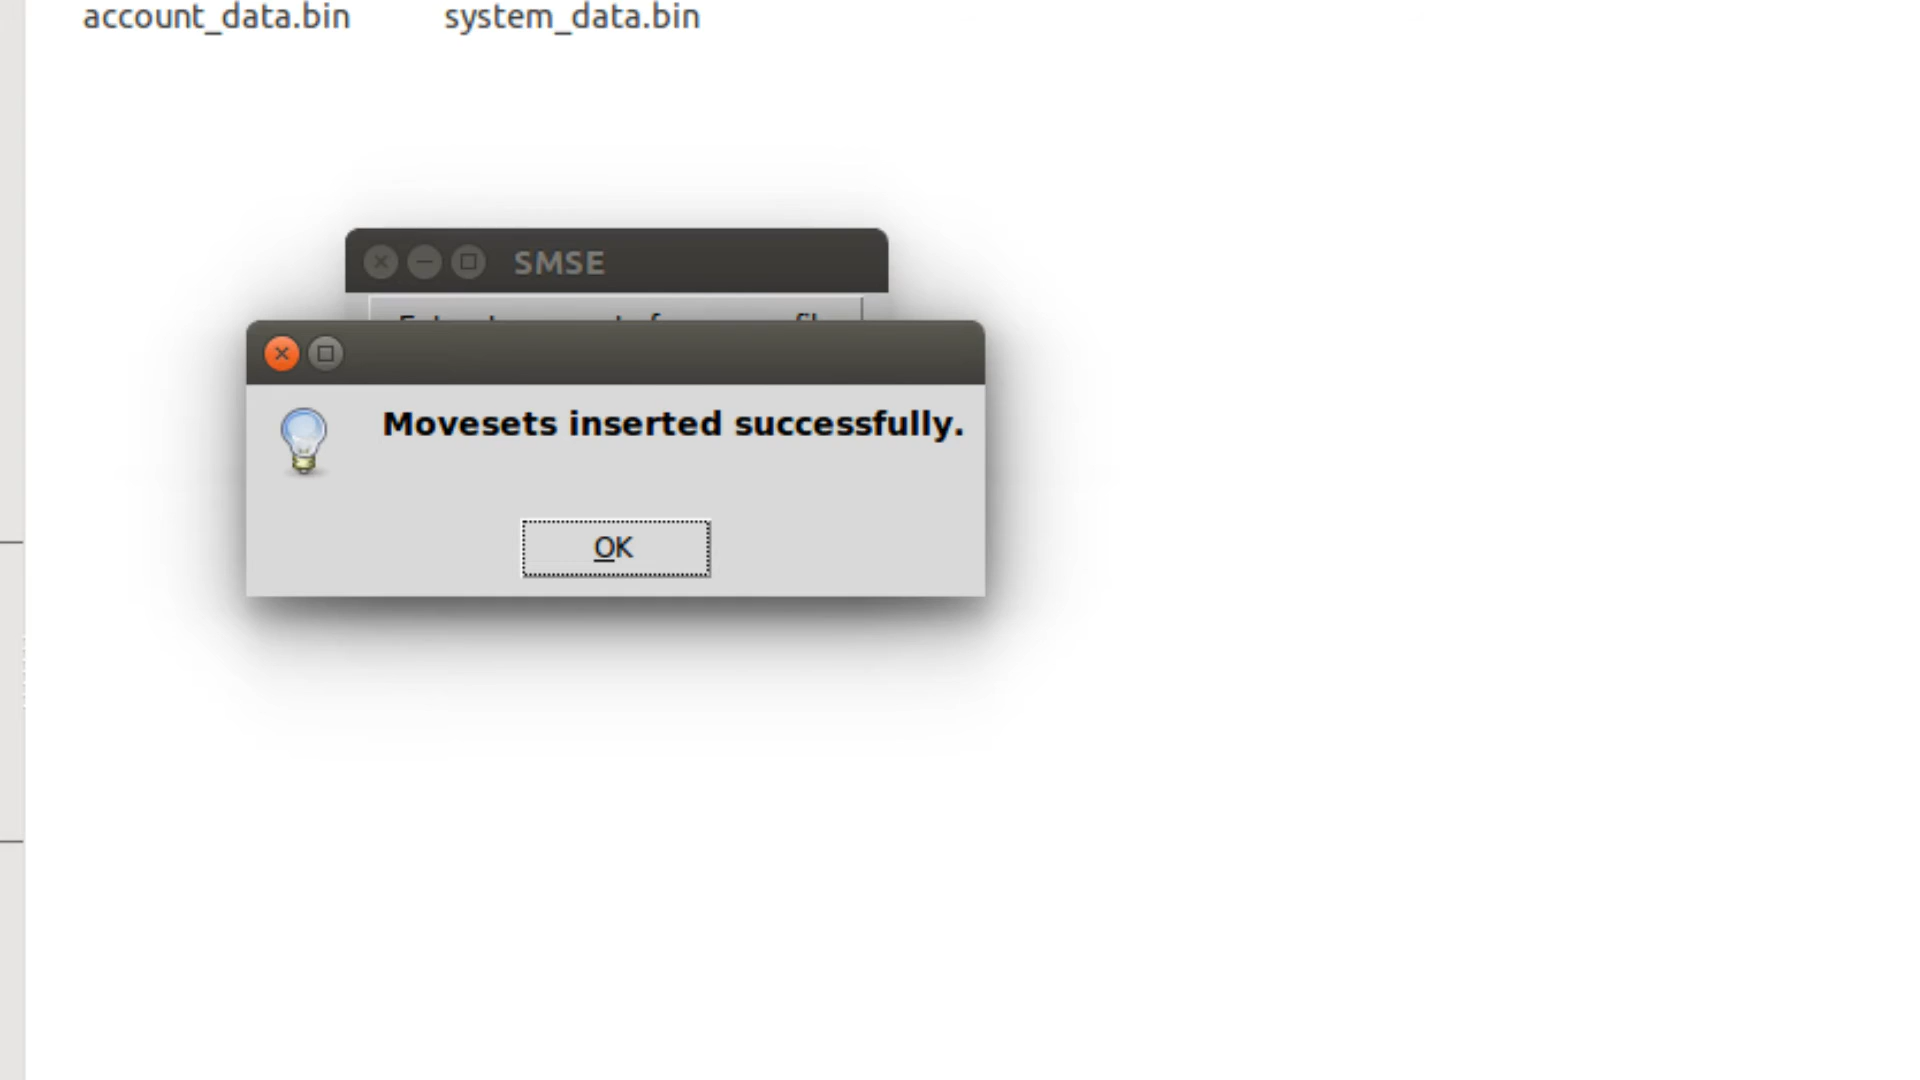 account_data.bin system_data.bin
SMSE
Movesets inserted successfully.
OK